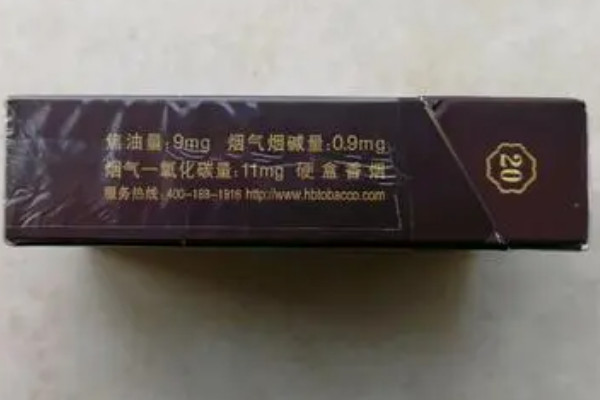 焦油量:9mg 烟气烟碱量:0.9mg
烟气一氧化碳量:11mg 硬盒香烟
服务热线:400-188-1916 http://www.hbtobacco.com
20